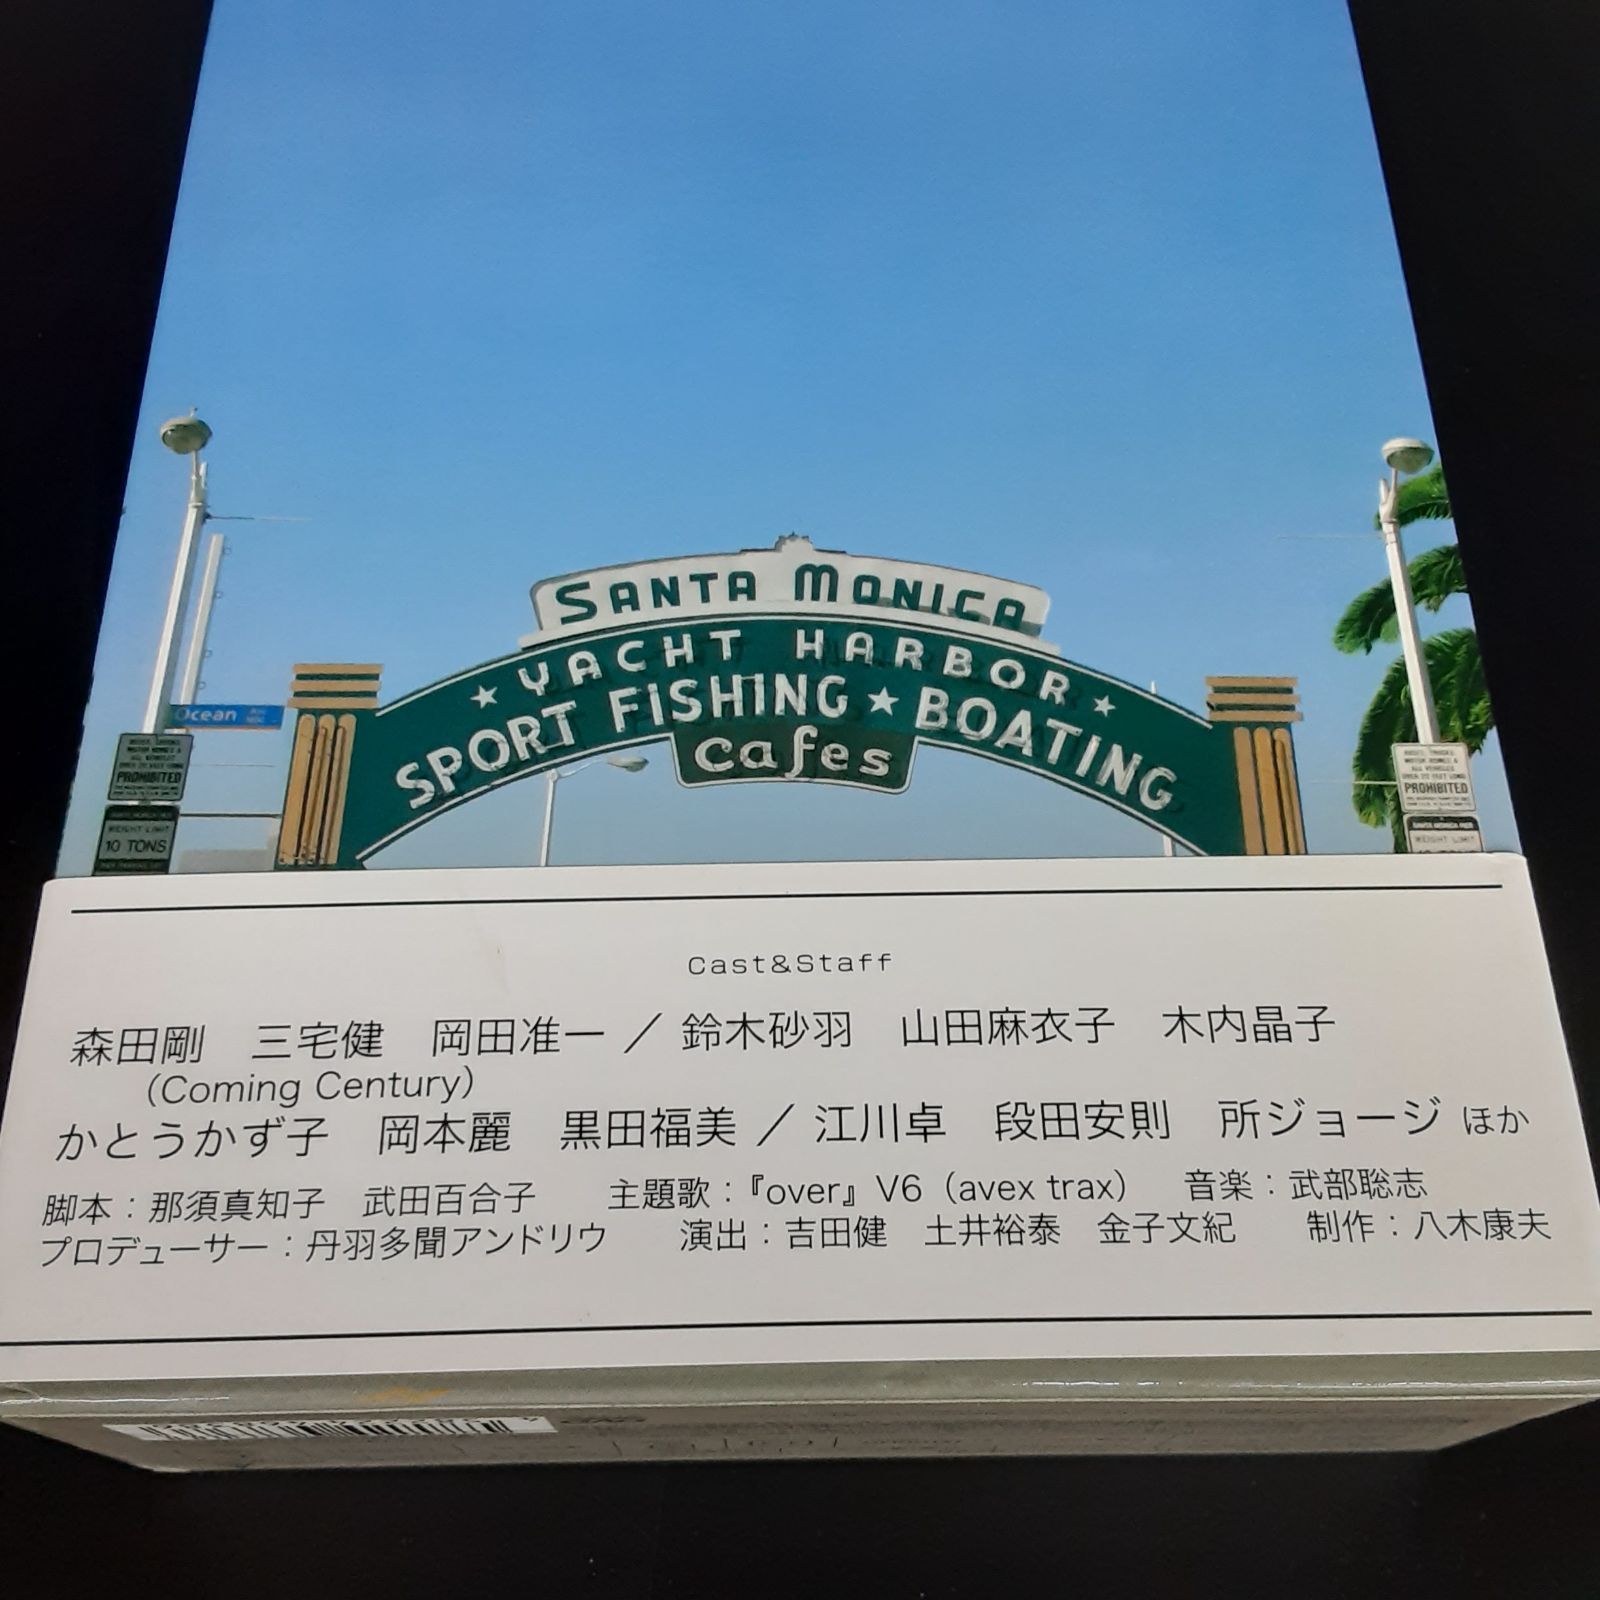 SANTA MONICA
★ YACHT HARBOR ★
SPORT FISHING ★ BOATING
Cafes
Ocean Ave
PROHIBITED
WEIGHT LIMIT
10 TONS
PROHIBITED
WEIGHT LIMIT
Cast&Staff
森田剛　三宅健　岡田准一 ／ 鈴木砂羽　山田麻衣子　木内晶子
（Coming Century）
かとうかず子　岡本麗　黒田福美 ／ 江川卓　段田安則　所ジョージ ほか
脚本：那須真知子　武田百合子　　主題歌：『over』V6（avex trax）　音楽：武部聡志
プロデューサー：丹羽多聞アンドリウ　　演出：吉田健　土井裕泰　金子文紀　　制作：八木康夫